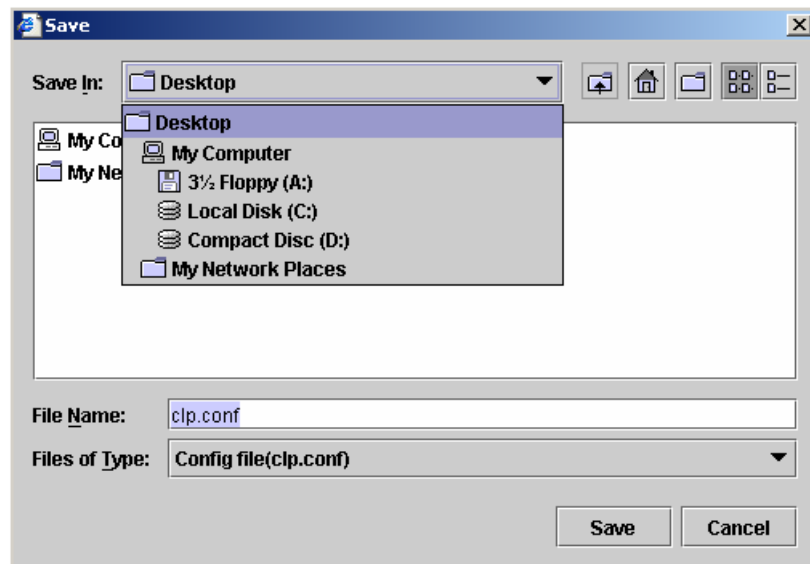 Save
Save In: Desktop
Desktop
My Co
My Computer
My Ne
3½ Floppy (A:)
Local Disk (C:)
Compact Disc (D:)
My Network Places
File Name: clp.conf
Files of Type: Config file(clp.conf)
Save Cancel